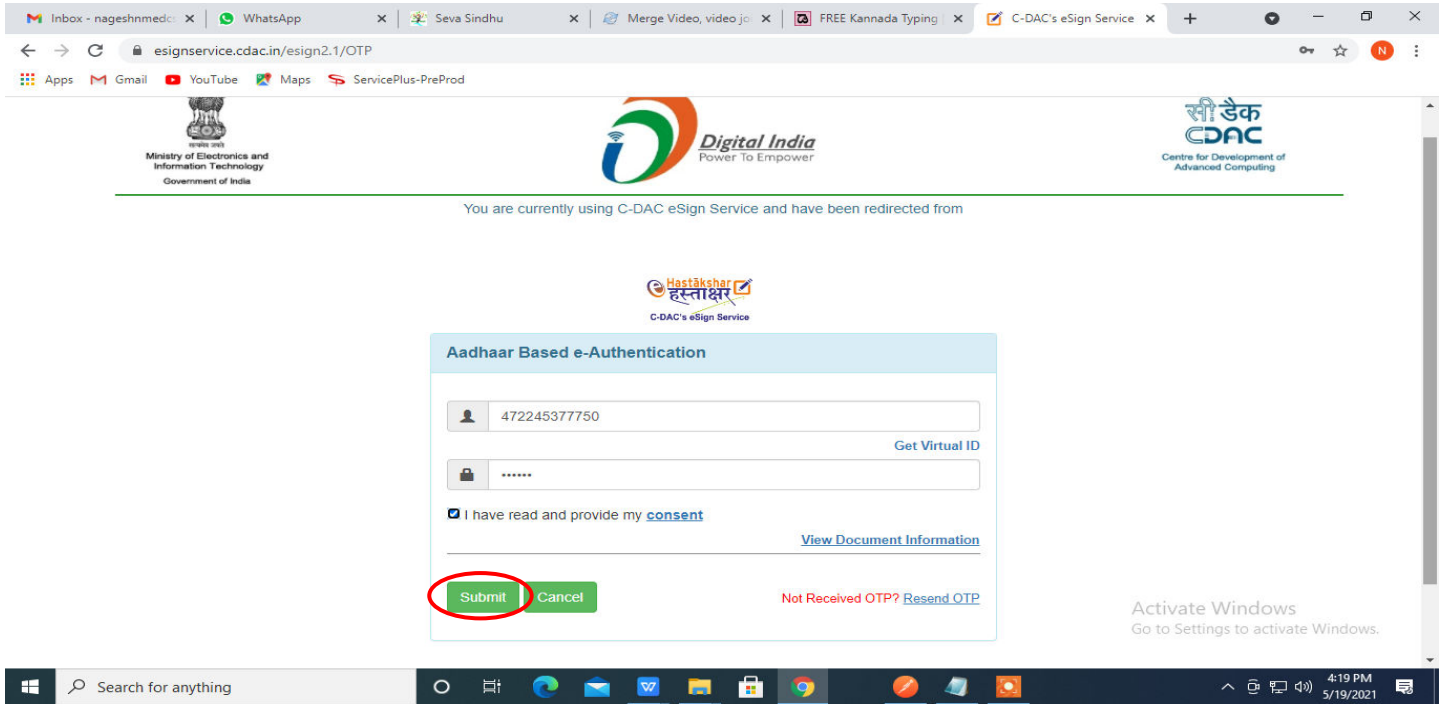 Inbox - nageshnmedcs
WhatsApp
Seva Sindhu
Merge Video, video jo
FREE Kannada Typing
C-DAC's eSign Service
esignservice.cdac.in/esign2.1/OTP
N
Apps
Gmail
YouTube
Maps
ServicePlus-PreProd
सत्यमेव जयते
Ministry of Electronics and
Information Technology
Government of India
Digital India
Power To Empower
सी डैक
CDAC
Centre for Development of
Advanced Computing
You are currently using C-DAC eSign Service and have been redirected from
e Hastākshar
हस्ताक्षर
C-DAC's eSign Service
Aadhaar Based e-Authentication
472245377750
Get Virtual ID
••••••
I have read and provide my consent
View Document Information
Submit
Cancel
Not Received OTP? Resend OTP
Activate Windows
Go to Settings to activate Windows.
Search for anything
4:19 PM
5/19/2021